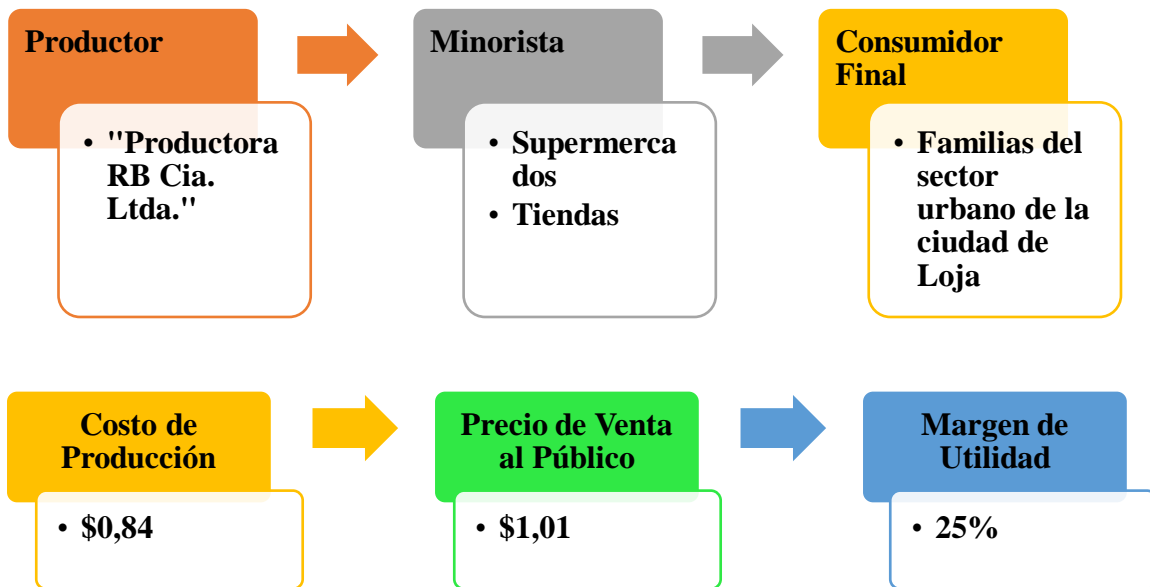 Productor
• "Productora
RB Cia.
Ltda."
Minorista
• Supermerca
dos
• Tiendas
Consumidor
Final
• Familias del
sector
urbano de la
ciudad de
Loja
Costo de
Producción
• $0,84
Precio de Venta
al Público
• $1,01
Margen de
Utilidad
• 25%